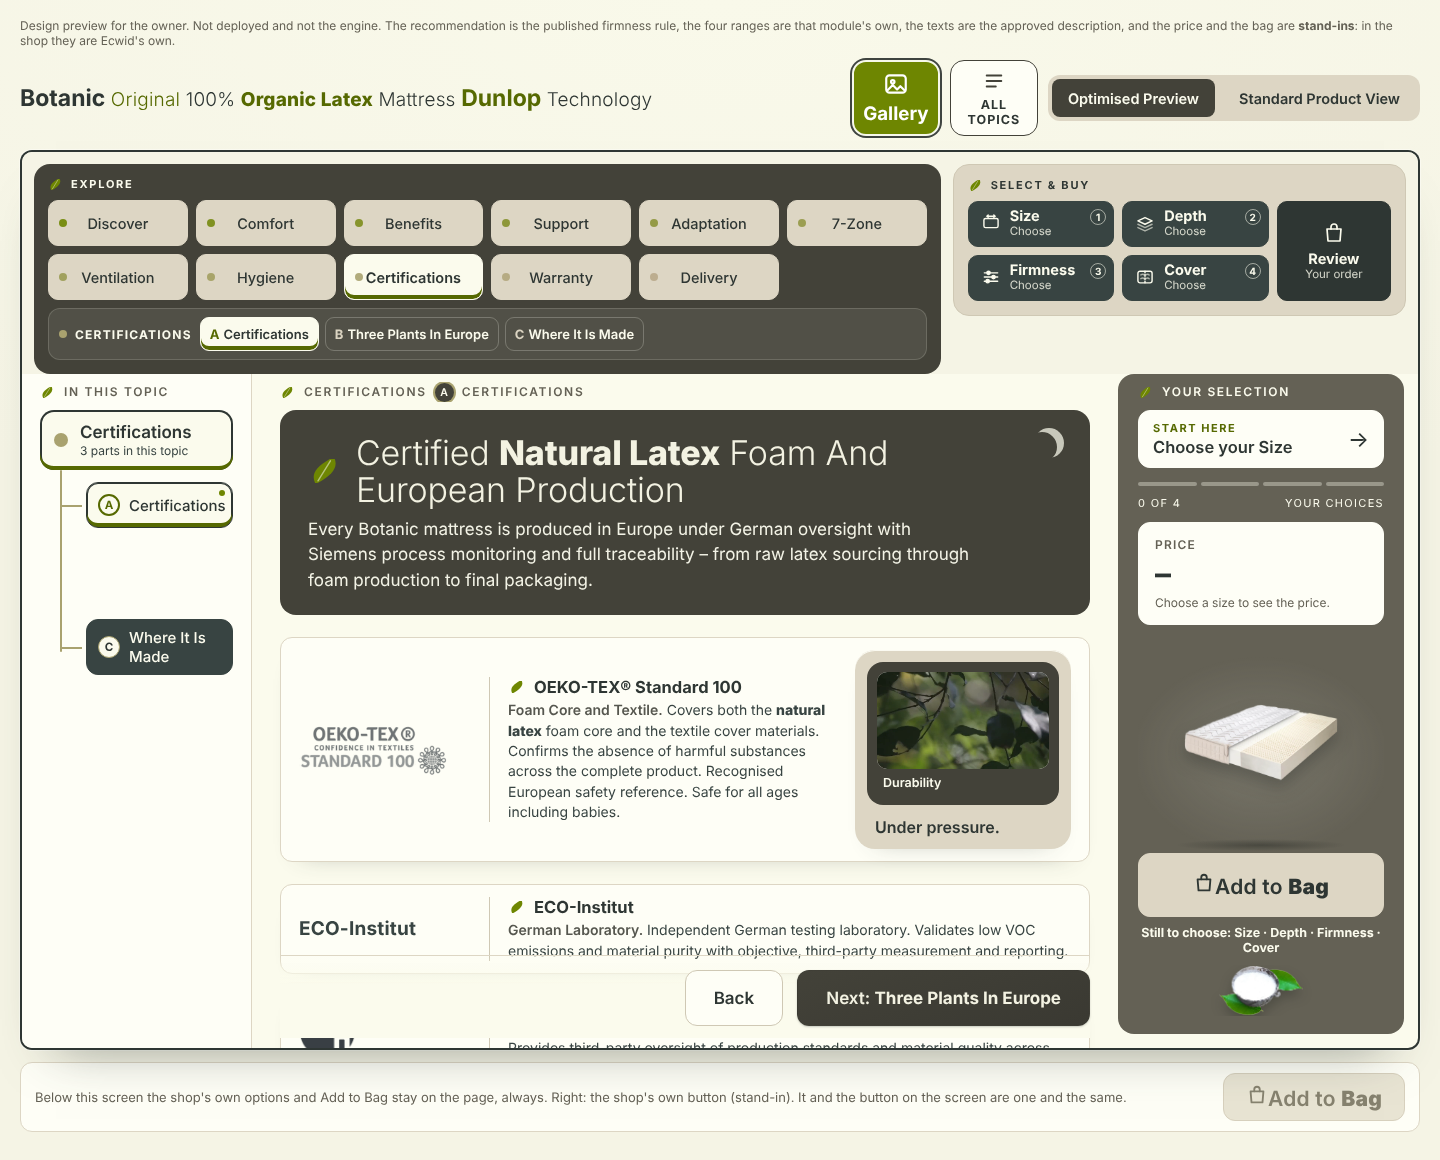 Design preview for the owner. Not deployed and not the engine. The recommendation is the published firmness rule, the four ranges are that module's own, the texts are the approved description, and the price and the bag are stand-ins: in the
shop they are Ecwid's own.
Botanic Original 100% Organic Latex Mattress Dunlop Technology
Gallery
ALL
TOPICS
Optimised Preview
Standard Product View
EXPLORE
Discover
Comfort
Benefits
Support
Adaptation
7-Zone
Ventilation
Hygiene
Certifications
Warranty
Delivery
CERTIFICATIONS
A Certifications
B Three Plants In Europe
C Where It Is Made
SELECT & BUY
Size
Choose
1
Depth
Choose
2
Firmness
Choose
3
Cover
Choose
4
Review
Your order
IN THIS TOPIC
Certifications
3 parts in this topic
A Certifications
C Where It Is
Made
CERTIFICATIONS A CERTIFICATIONS
Certified Natural Latex Foam And
European Production
Every Botanic mattress is produced in Europe under German oversight with
Siemens process monitoring and full traceability – from raw latex sourcing through
foam production to final packaging.
OEKO-TEX®
CONFIDENCE IN TEXTILES
STANDARD 100
OEKO-TEX® Standard 100
Foam Core and Textile. Covers both the natural
latex foam core and the textile cover materials.
Confirms the absence of harmful substances
across the complete product. Recognised
European safety reference. Safe for all ages
including babies.
Durability
Under pressure.
ECO-Institut
ECO-Institut
German Laboratory. Independent German testing laboratory. Validates low VOC
emissions and material purity with objective, third-party measurement and reporting.
Back
Next: Three Plants In Europe
Provides third-party oversight of production standards and material quality across
YOUR SELECTION
START HERE
Choose your Size
0 OF 4
YOUR CHOICES
PRICE
–
Choose a size to see the price.
Add to Bag
Still to choose: Size · Depth · Firmness ·
Cover
Below this screen the shop's own options and Add to Bag stay on the page, always. Right: the shop's own button (stand-in). It and the button on the screen are one and the same.
Add to Bag